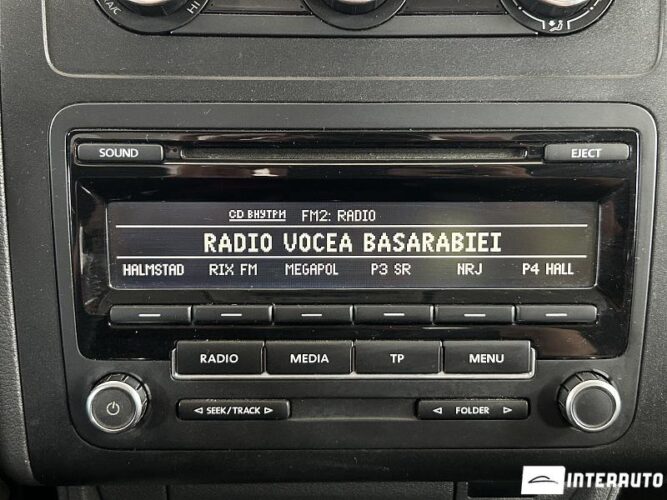 A/C HI
SOUND EJECT
CD ВНУТРИ FM2: RADIO
RADIO VOCEA BASARABIEI
HALMSTAD RIX FM MEGAPOL P3 SR NRJ P4 HALL
RADIO MEDIA TP MENU
SEEK/TRACK FOLDER
INTERAUTO